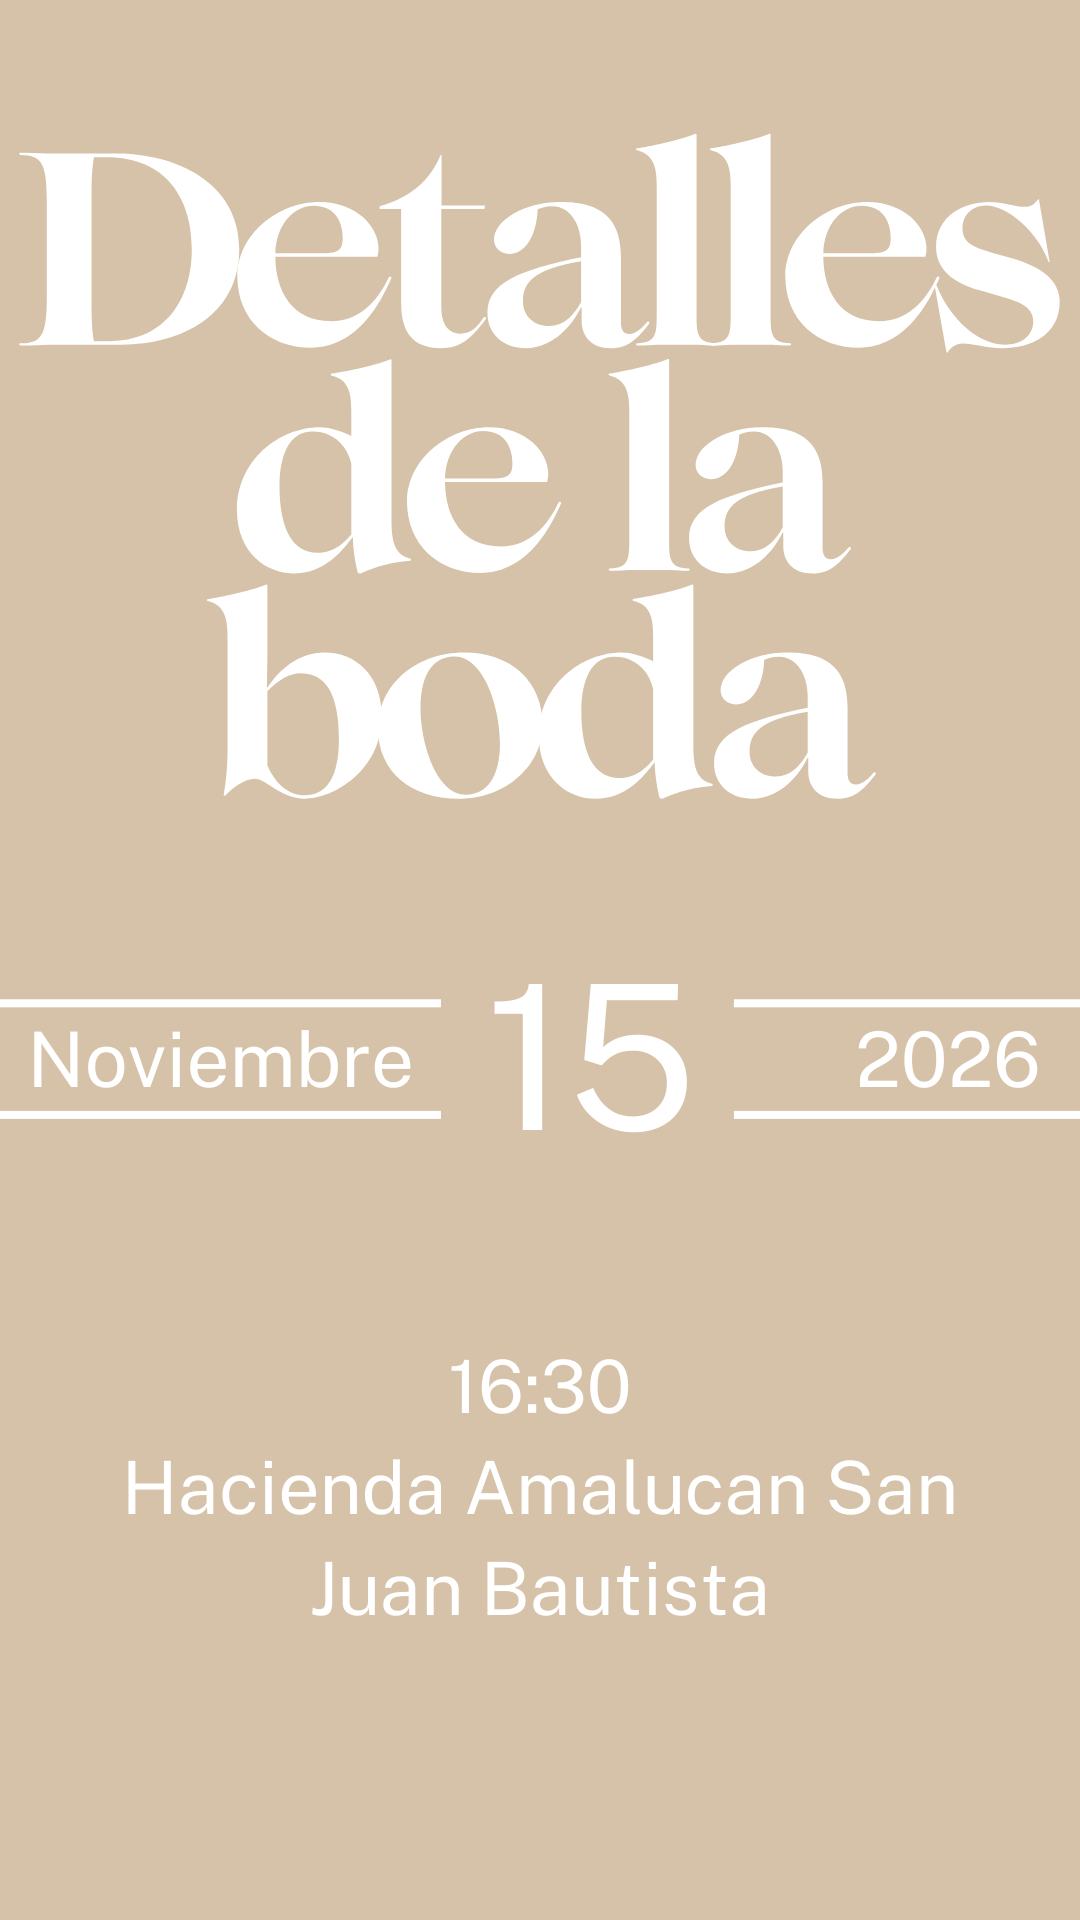 Detalles
de la
boda
Noviembre 15 2026
16:30
Hacienda Amalucan San
Juan Bautista